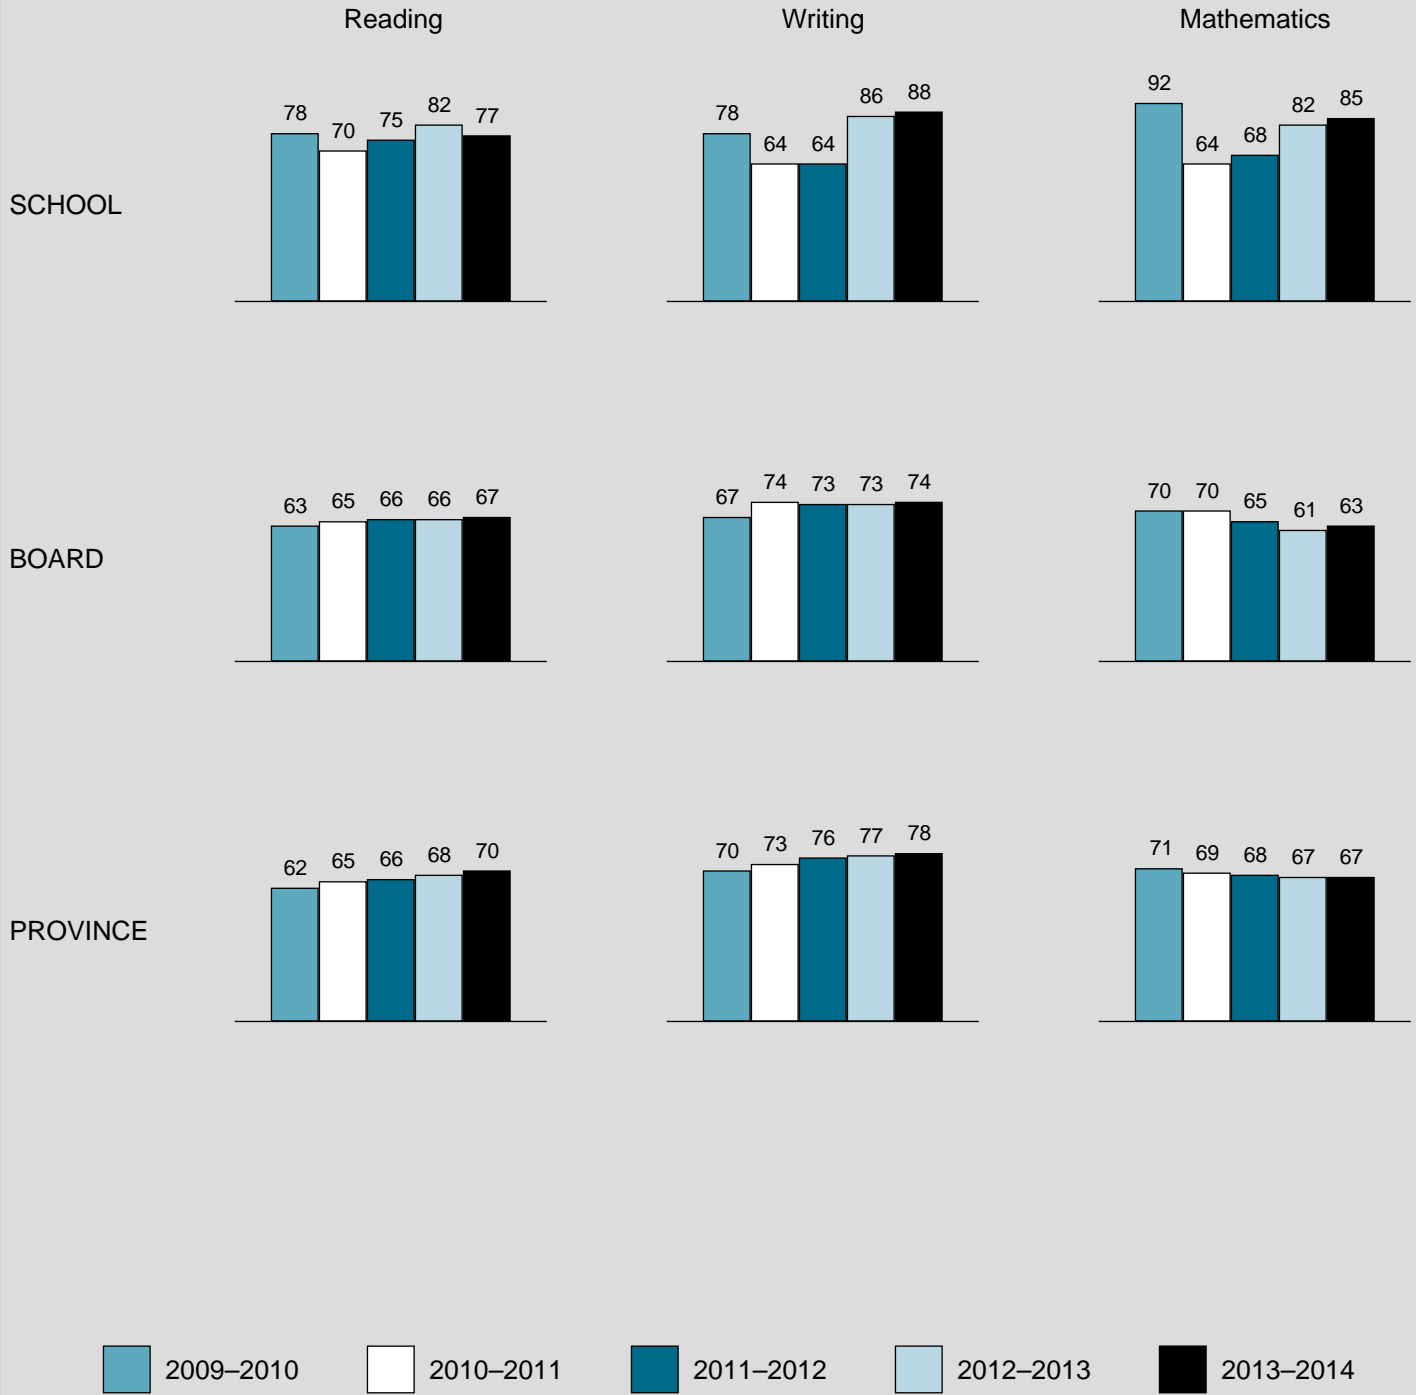 Reading Writing Mathematics
SCHOOL
78 70 75 82 77
78 64 64 86 88
92 64 68 82 85
BOARD
63 65 66 66 67
67 74 73 73 74
70 70 65 61 63
PROVINCE
62 65 66 68 70
70 73 76 77 78
71 69 68 67 67
2009–2010 2010–2011 2011–2012 2012–2013 2013–2014